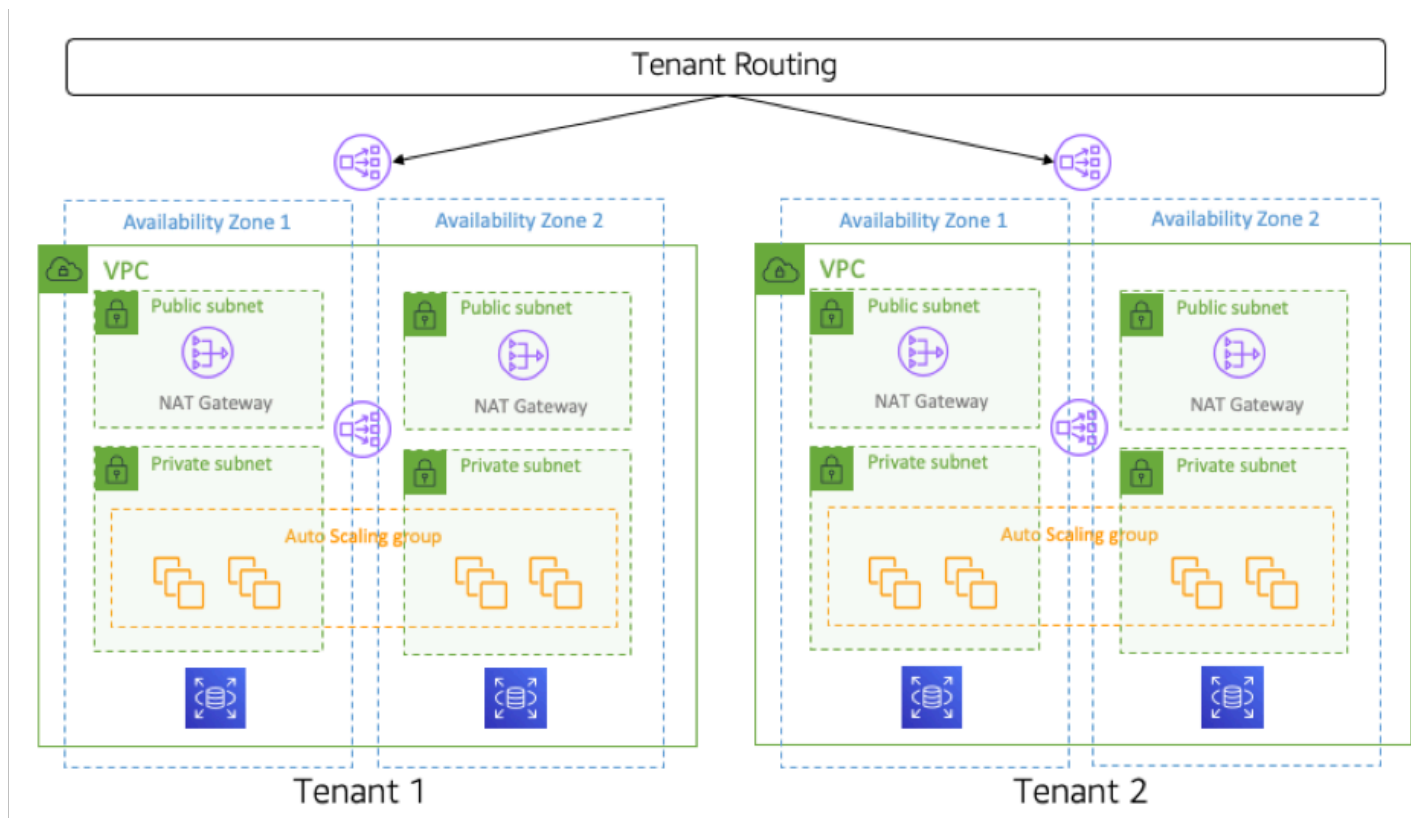 Tenant Routing
Availability Zone 1
Availability Zone 2
VPC
Public subnet
NAT Gateway
Public subnet
NAT Gateway
Private subnet
Private subnet
Auto Scaling group
Tenant 1
Availability Zone 1
Availability Zone 2
VPC
Public subnet
NAT Gateway
Public subnet
NAT Gateway
Private subnet
Private subnet
Auto Scaling group
Tenant 2